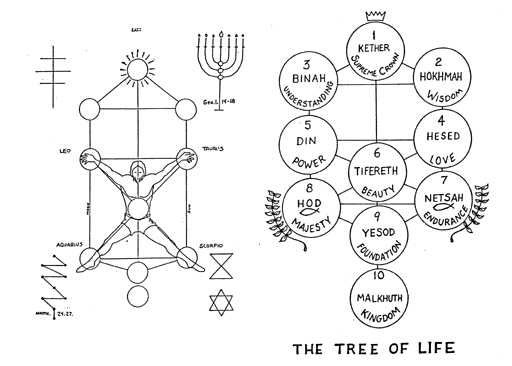 EAST
Gen.1. 14-18
LEO
TAURUS
AQUARIUS
SCORPIO
MATTH. 24.27.
1
KETHER
SUPREME CROWN
2
HOKHMAH
WISDOM
3
BINAH
UNDERSTANDING
4
HESED
LOVE
5
DIN
POWER
6
TIFERETH
BEAUTY
7
NETSAH
ENDURANCE
8
HOD
MAJESTY
9
YESOD
FOUNDATION
10
MALKHUTH
KINGDOM
THE TREE OF LIFE